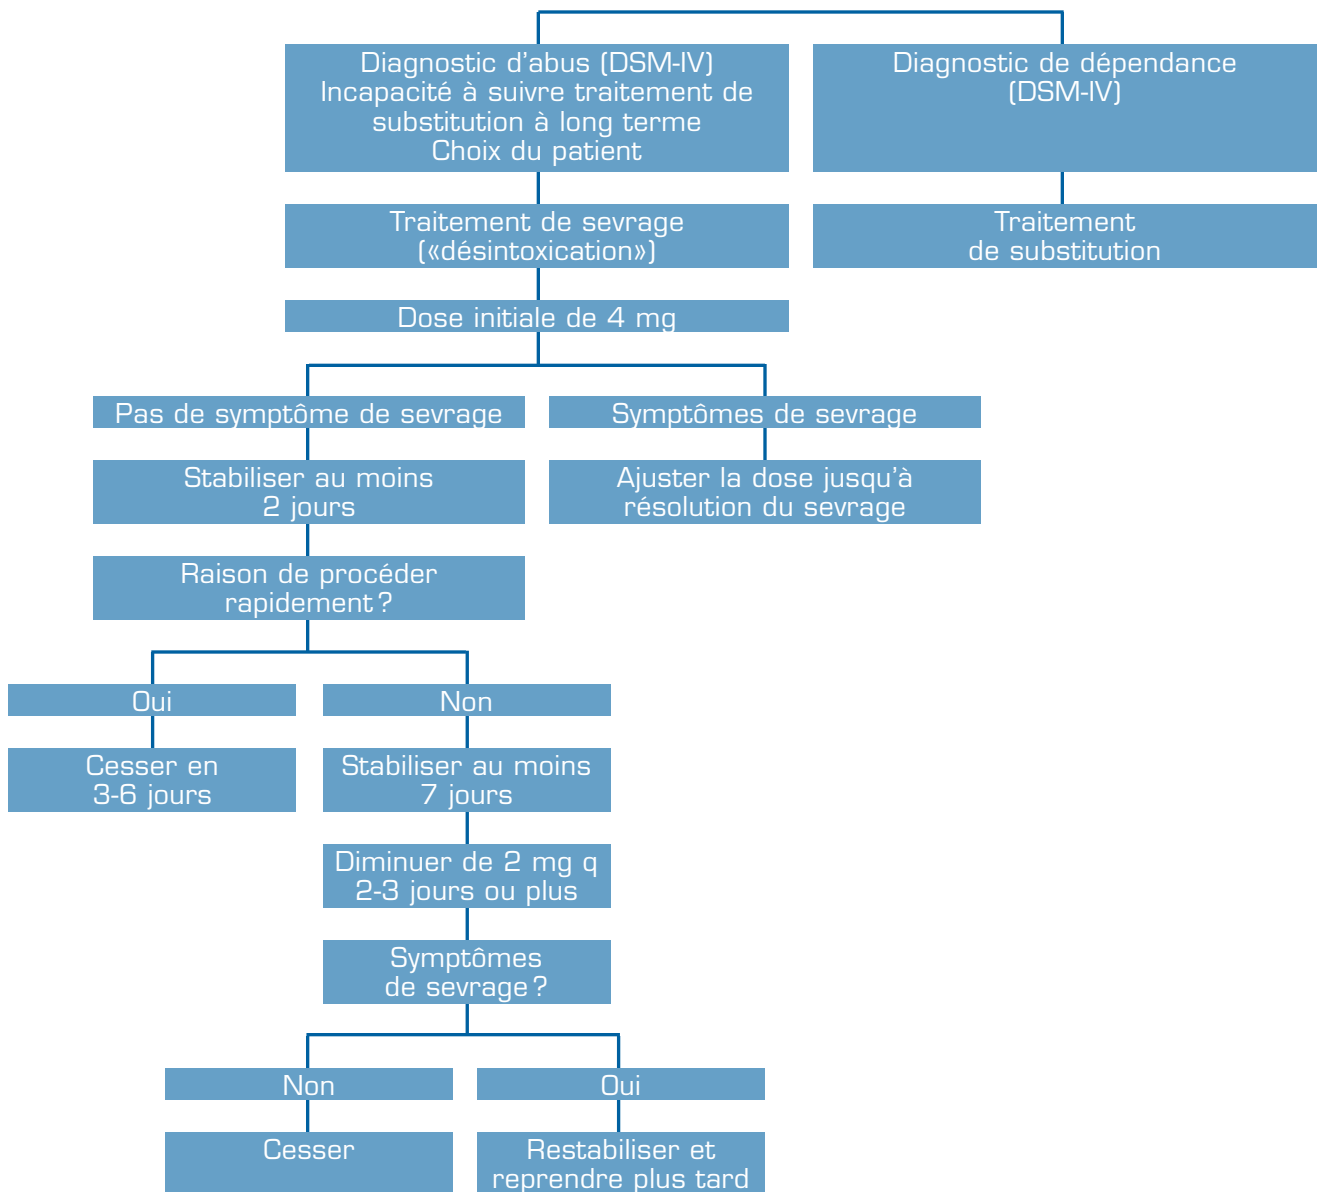 Diagnostic d'abus (DSM-IV)
Incapacité à suivre traitement de
substitution à long terme
Choix du patient
Diagnostic de dépendance
(DSM-IV)
Traitement de sevrage
(«désintoxication»)
Traitement
de substitution
Dose initiale de 4 mg
Pas de symptôme de sevrage
Symptômes de sevrage
Stabiliser au moins
2 jours
Ajuster la dose jusqu'à
résolution du sevrage
Raison de procéder
rapidement ?
Oui
Non
Cesser en
3-6 jours
Stabiliser au moins
7 jours
Diminuer de 2 mg q
2-3 jours ou plus
Symptômes
de sevrage ?
Non
Oui
Cesser
Restabiliser et
reprendre plus tard